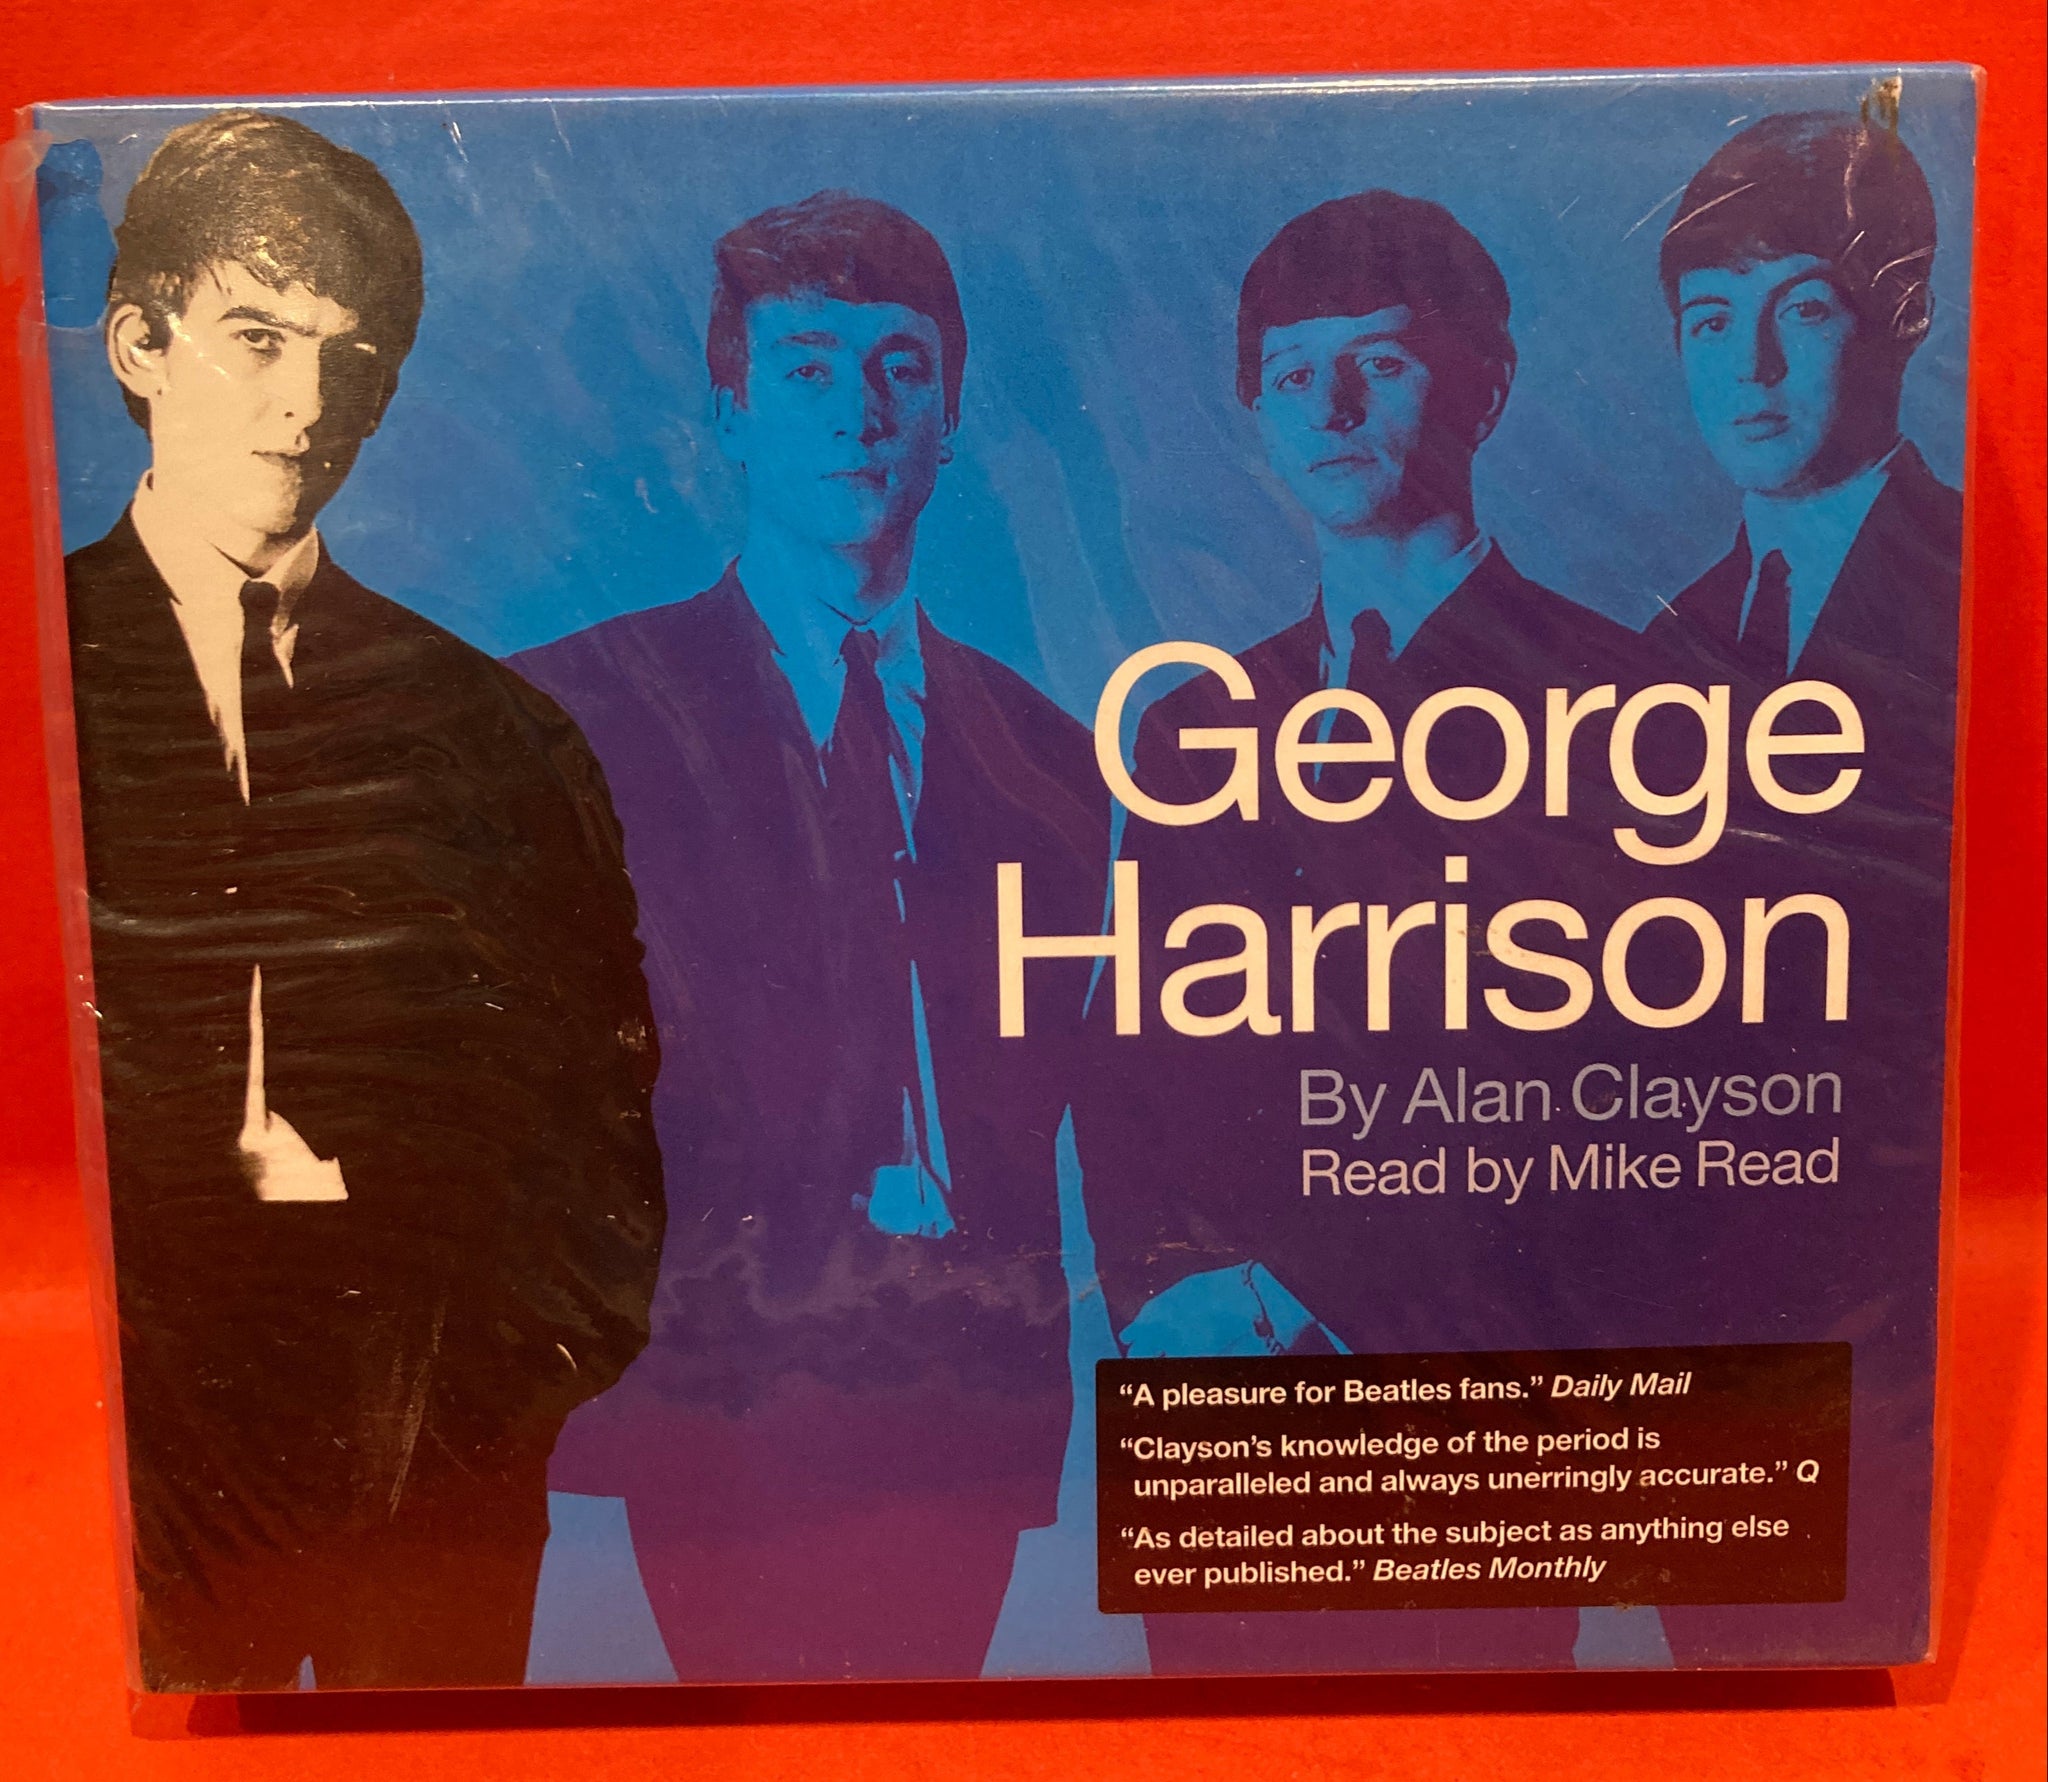 George
Harrison
By Alan Clayson
Read by Mike Read
“A pleasure for Beatles fans.” Daily Mail
“Clayson’s knowledge of the period is
unparalleled and always unerringly accurate.” Q
“As detailed about the subject as anything else
ever published.” Beatles Monthly